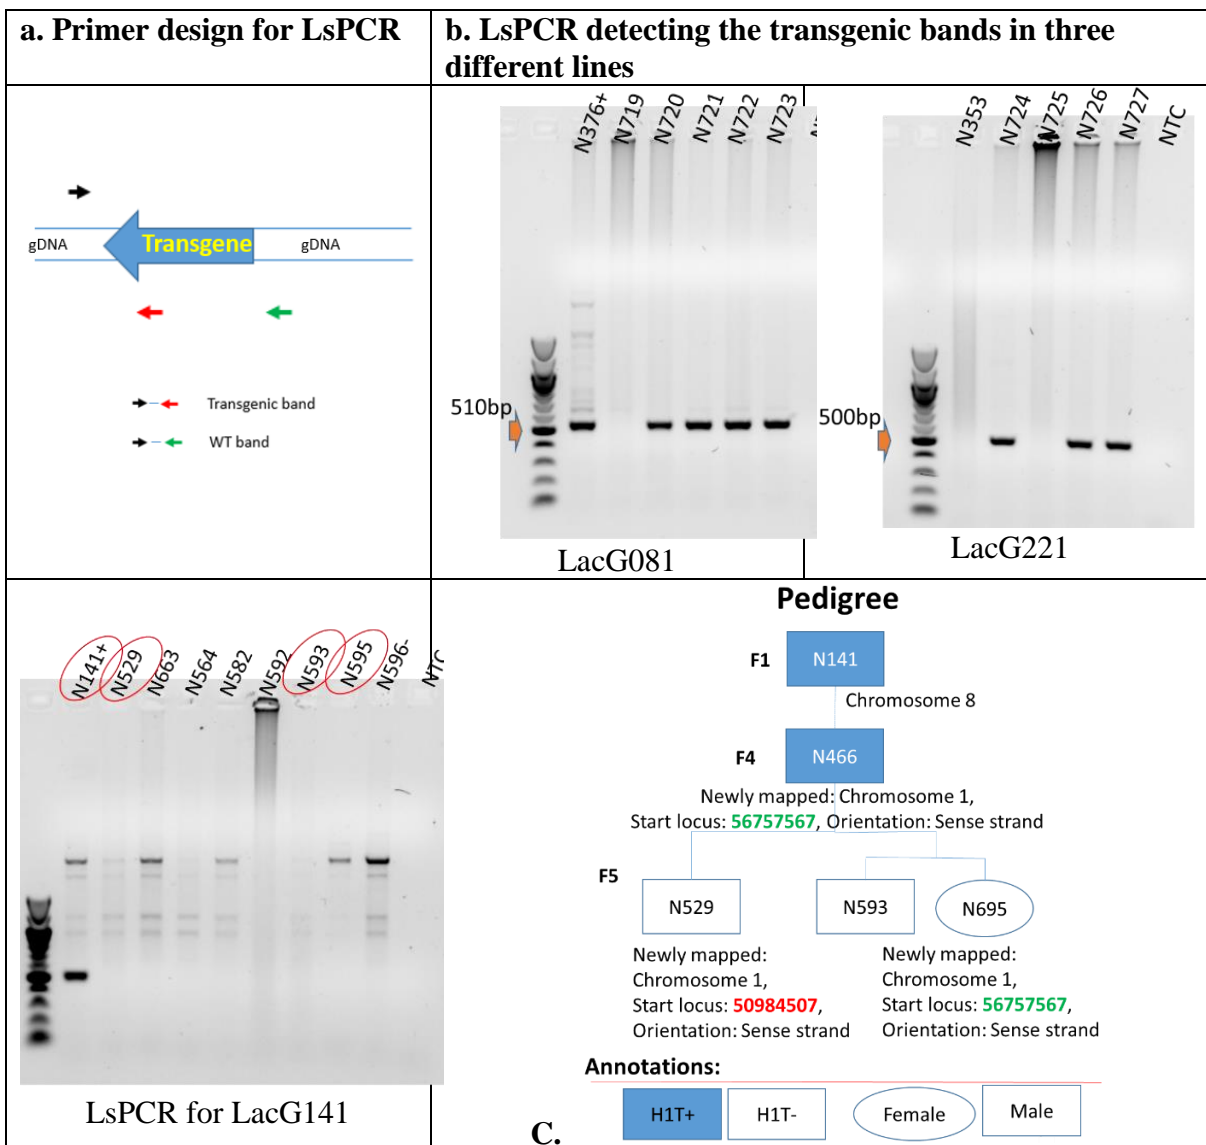 a. Primer design for LsPCR
b. LsPCR detecting the transgenic bands in three
different lines
gDNA
Transgene
gDNA
Transgenic band
WT band
N376+
N719
N720
N721
N722
N723
510bp
LacG081
N353
N724
N725
N726
N727
NTC
500bp
LacG221
N141+
N529
N663
N564
N582
N592
N593
N595
N596-
NTC
LsPCR for LacG141
Pedigree
F1
N141
Chromosome 8
F4
N466
Newly mapped: Chromosome 1,
Start locus: 56757567, Orientation: Sense strand
F5
N529
N593
N695
Newly mapped:
Chromosome 1,
Start locus: 50984507,
Orientation: Sense strand
Newly mapped:
Chromosome 1,
Start locus: 56757567,
Orientation: Sense strand
Annotations:
H1T+
H1T-
Female
Male
C.